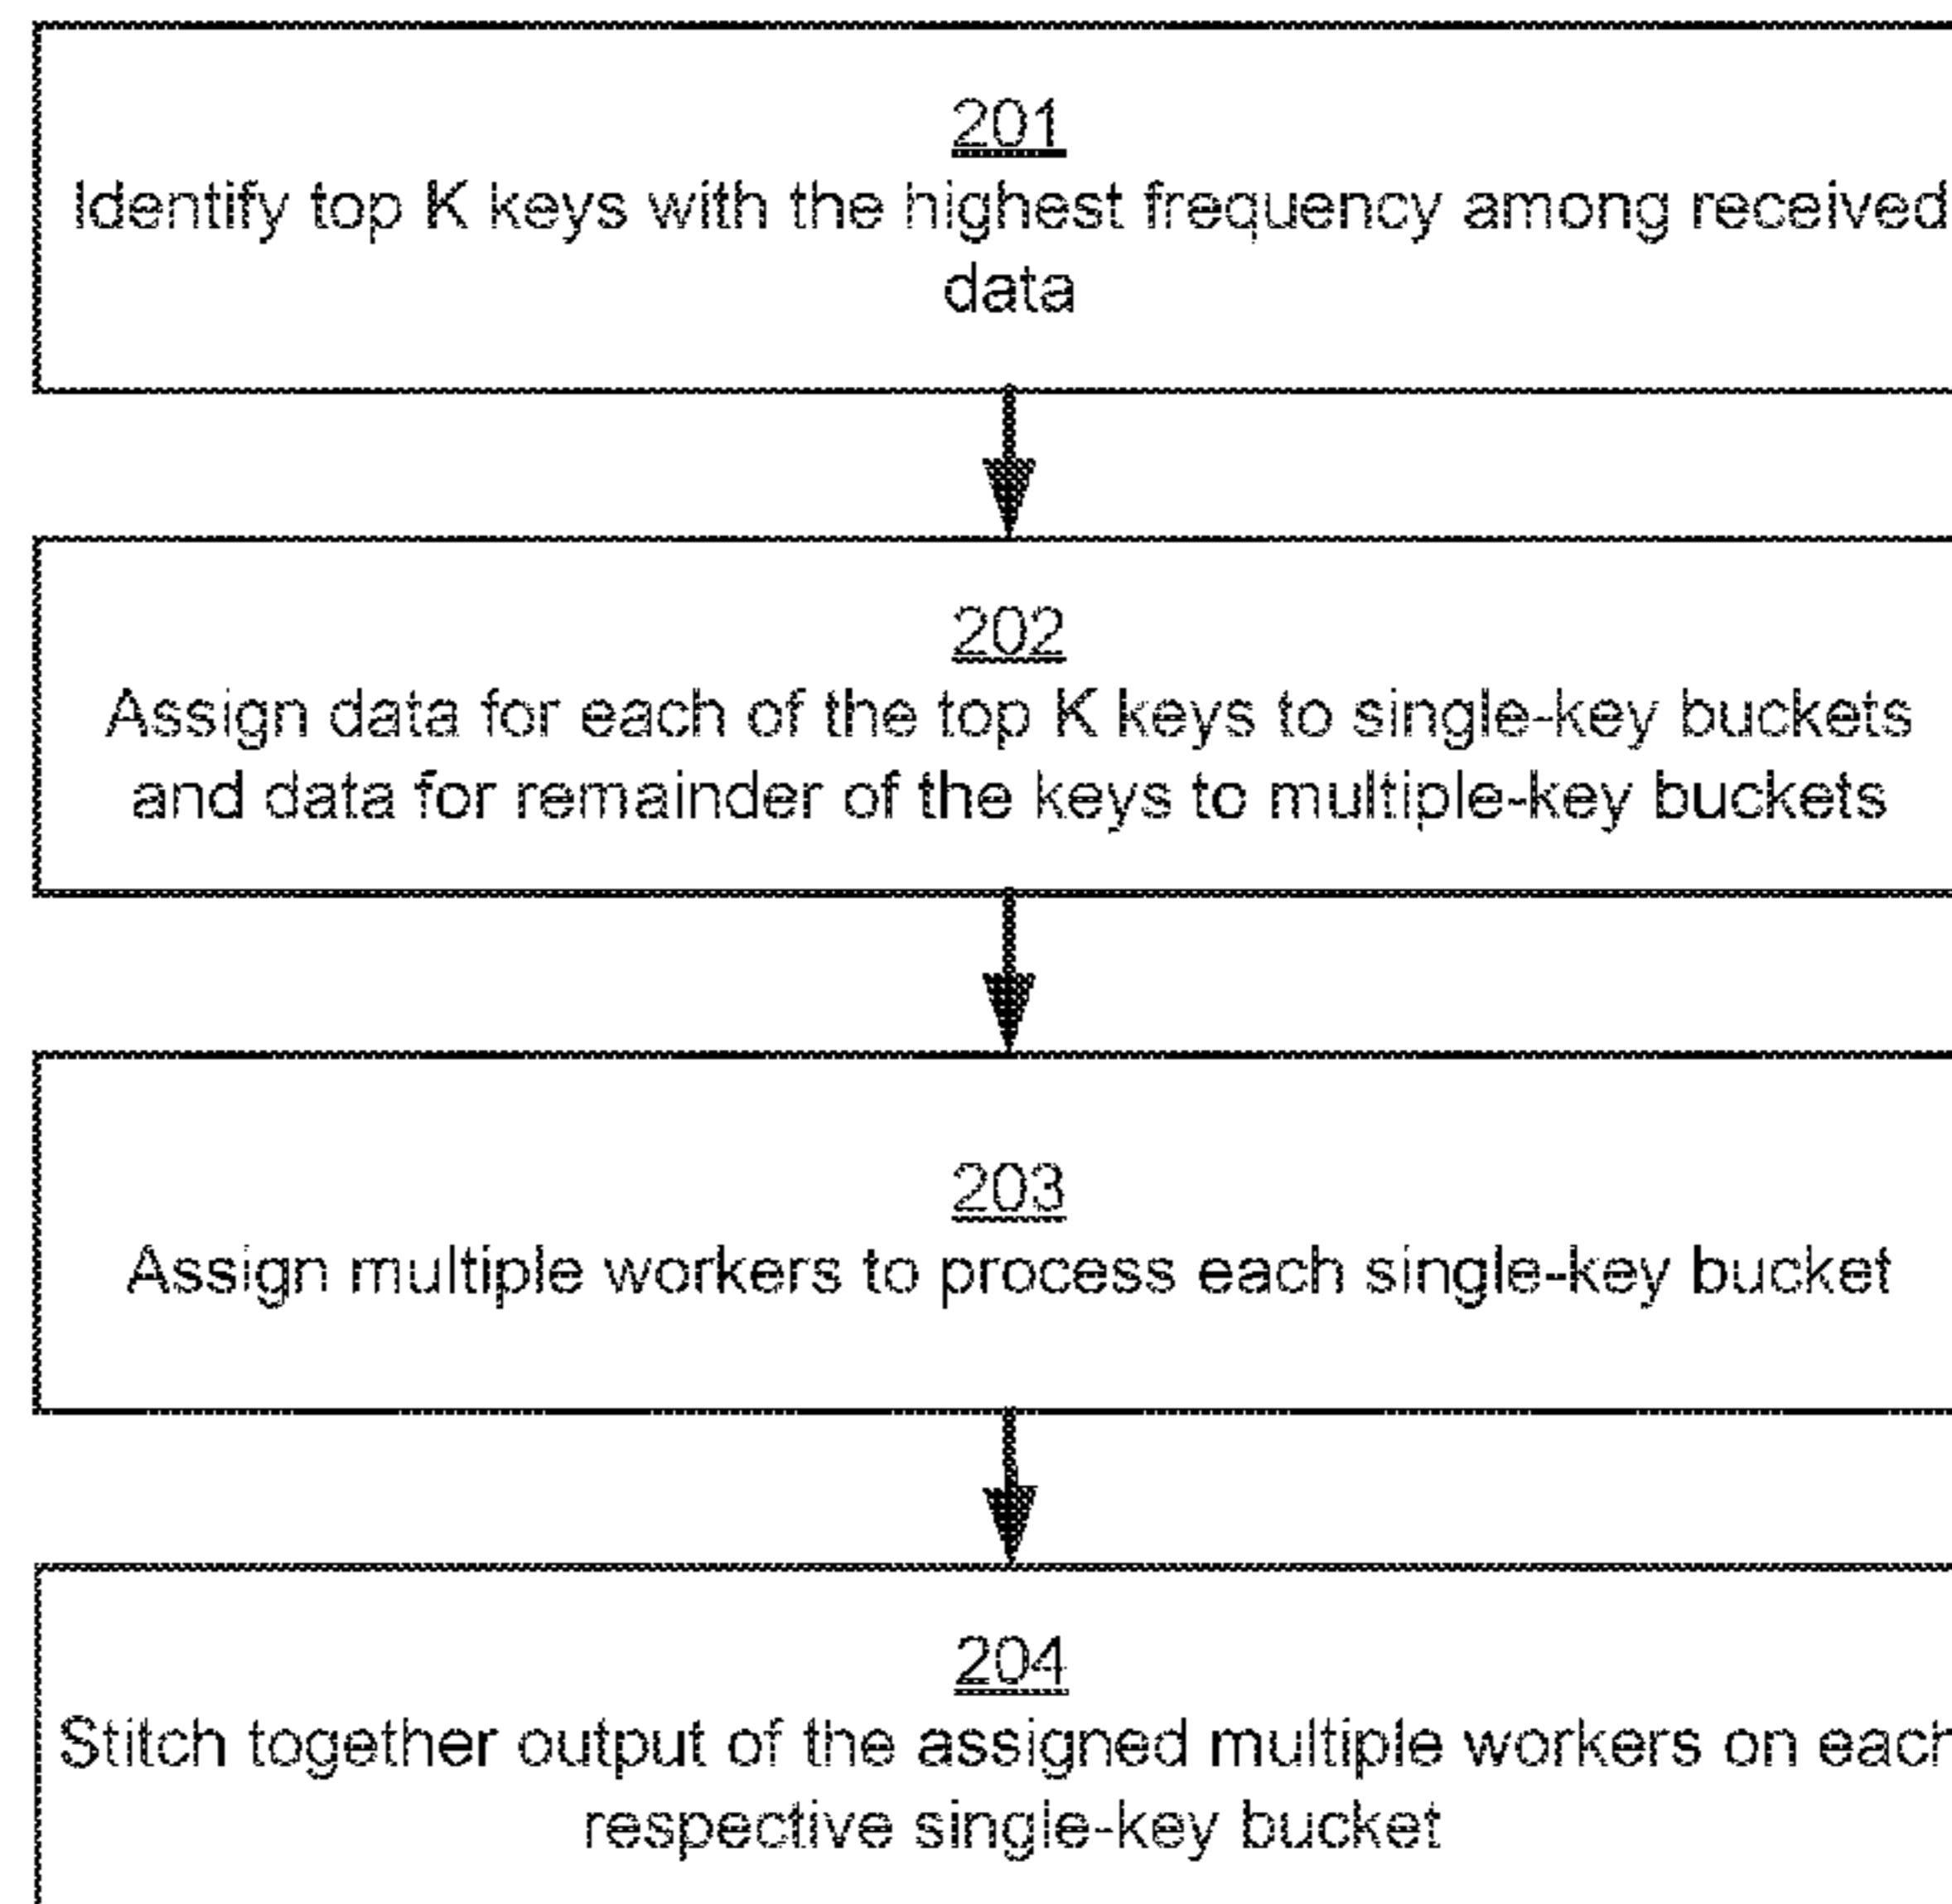 201
Identify top K keys with the highest frequency among received
data
202
Assign data for each of the top K keys to single-key buckets
and data for remainder of the keys to multiple-key buckets
203
Assign multiple workers to process each single-key bucket
204
Stitch together output of the assigned multiple workers on each
respective single-key bucket